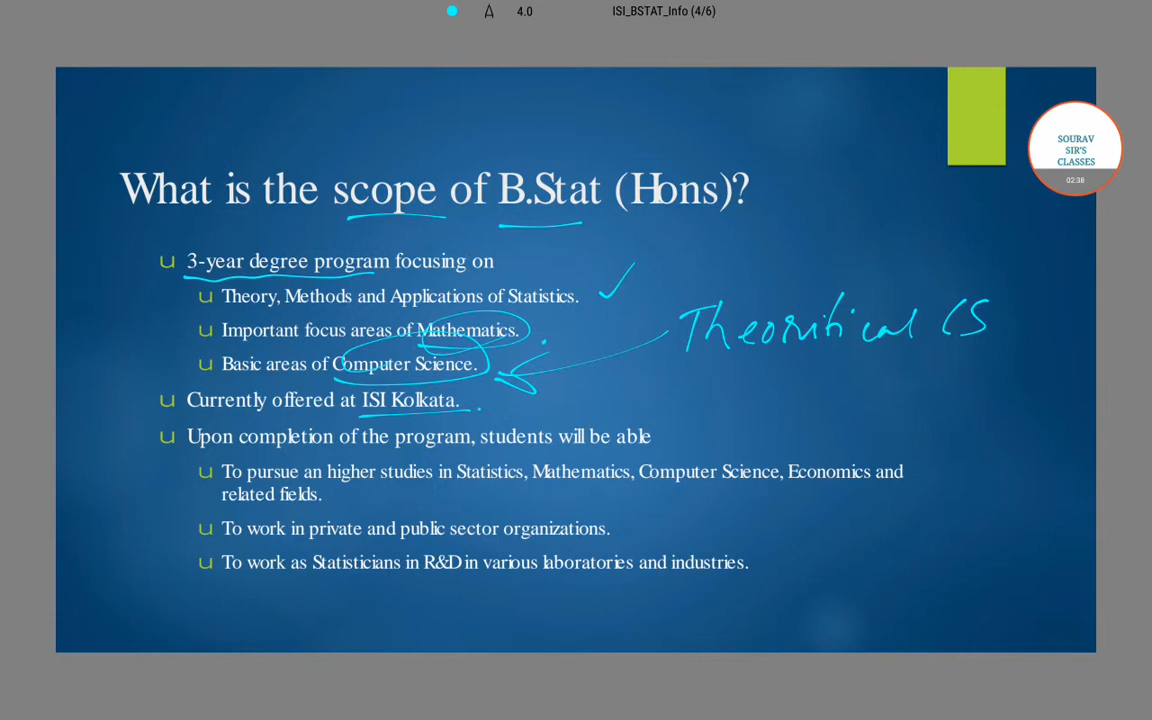 4.0
ISI_BSTAT_Info (4/6)
SOURAV
SIR'S
CLASSES
02:38
What is the scope of B.Stat (Hons)?
u 3-year degree program focusing on
u Theory, Methods and Applications of Statistics.
u Important focus areas of Mathematics.
Theoritical CS
u Basic areas of Computer Science.
u Currently offered at ISI Kolkata.
u Upon completion of the program, students will be able
u To pursue an higher studies in Statistics, Mathematics, Computer Science, Economics and
related fields.
u To work in private and public sector organizations.
u To work as Statisticians in R&D in various laboratories and industries.